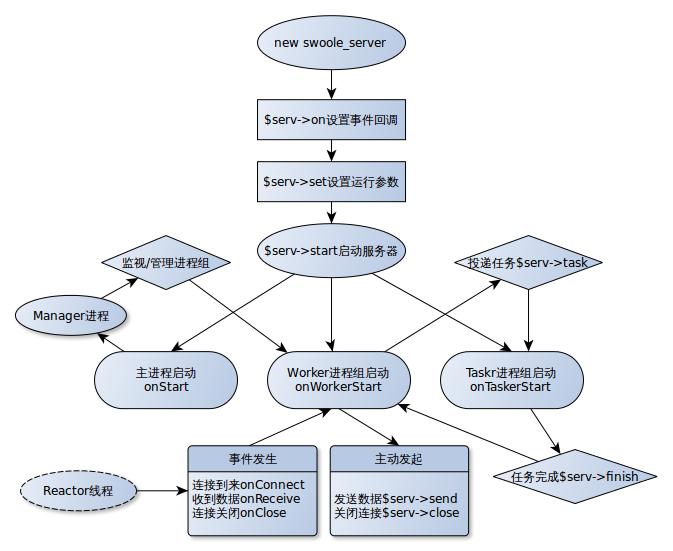 new swoole_server
$serv->on设置事件回调
$serv->set设置运行参数
$serv->start启动服务器
监视/管理进程组
投递任务$serv->task
Manager进程
主进程启动
onStart
Worker进程组启动
onWorkerStart
Taskr进程组启动
onTaskerStart
事件发生
连接到来onConnect
收到数据onReceive
连接关闭onClose
主动发起
发送数据$serv->send
关闭连接$serv->close
Reactor线程
任务完成$serv->finish